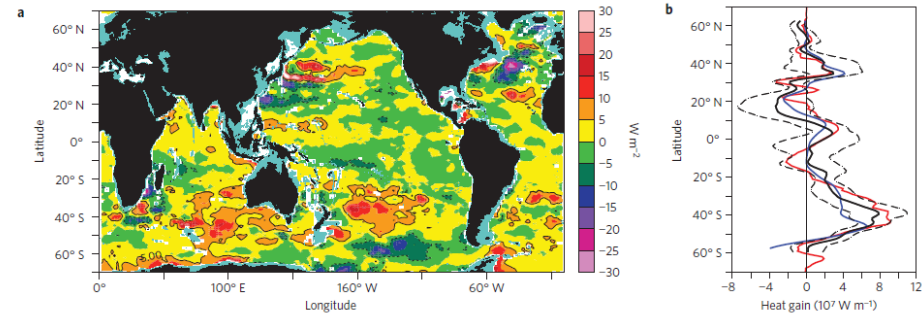 a
60° N
40° N
20° N
0°
20° S
40° S
60° S
Latitude
5.00
0°
100° E
160° W
60° W
Longitude
30
25
20
15
10
5
0
−5
−10
−15
−20
−25
−30
W m−2
b
60° N
40° N
20° N
0°
20° S
40° S
60° S
Latitude
−8
−4
0
4
8
12
Heat gain (10⁷ W m−1)